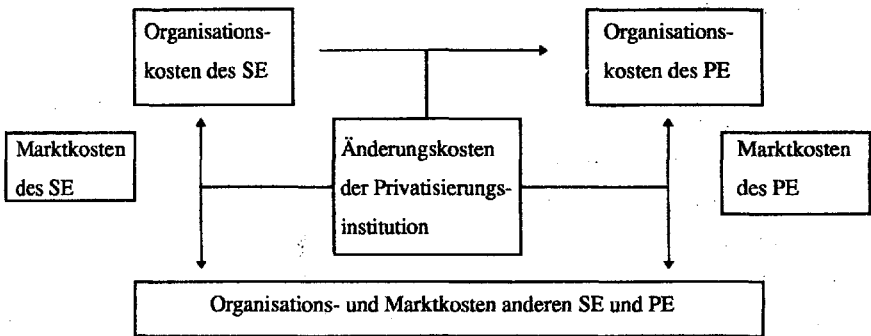 Organisations-
kosten des SE
Organisations-
kosten des PE
Marktkosten
des SE
Änderungskosten
der Privatisierungs-
institution
Marktkosten
des PE
Organisations- und Marktkosten anderen SE und PE